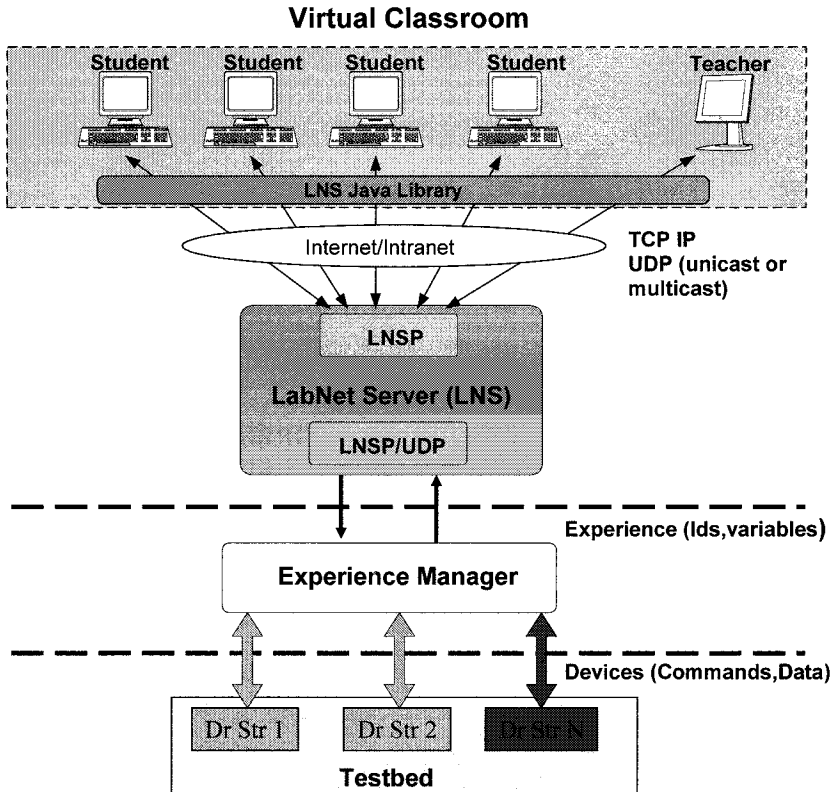 Virtual Classroom
Student Student Student Student Teacher
LNS Java Library
Internet/Intranet
TCP IP
UDP (unicast or
multicast)
LNSP
LabNet Server (LNS)
LNSP/UDP
Experience (Ids,variables)
Experience Manager
Devices (Commands,Data)
Dr Str 1 Dr Str 2 Dr Str N
Testbed